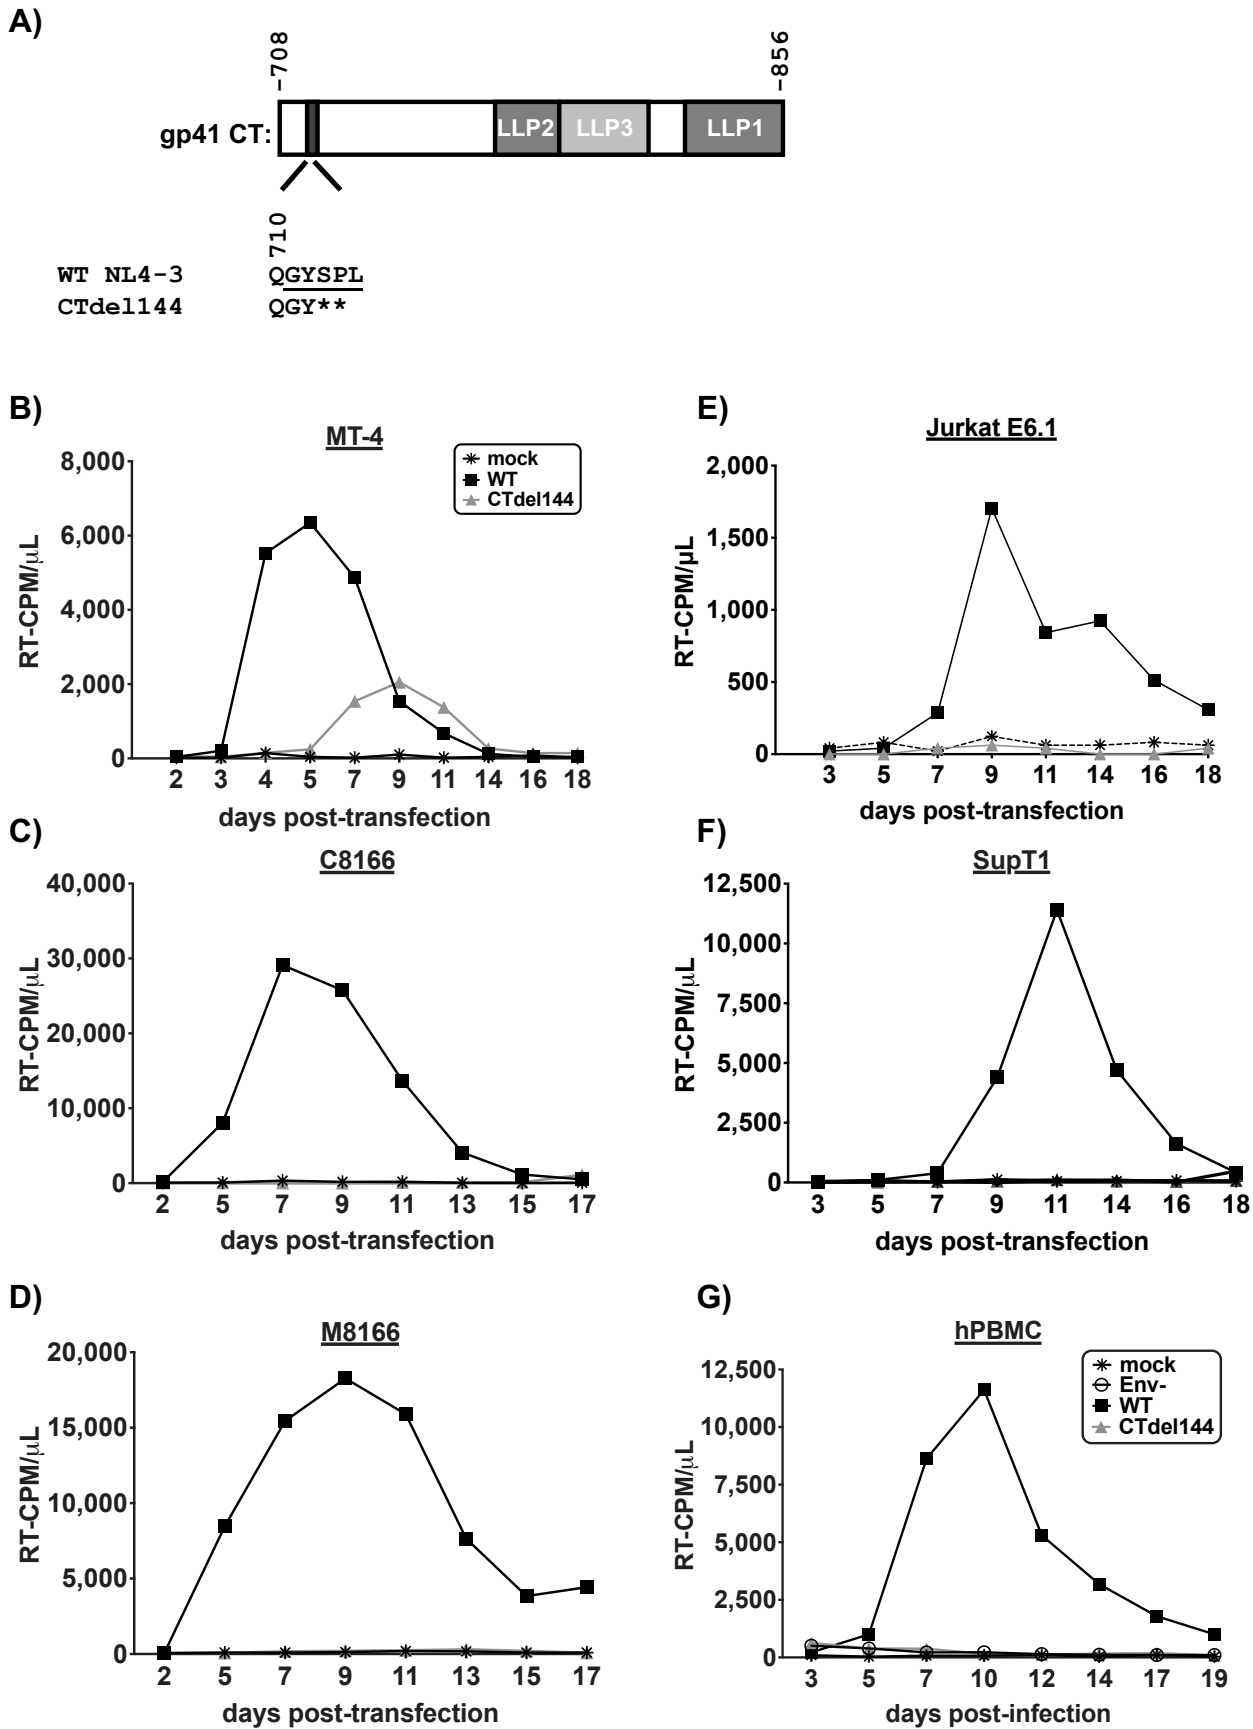 A)
-708
-856
gp41 CT:
LLP2
LLP3
LLP1
710
WT NL4-3 QGYSPL
CTdel144 QGY**
B)
MT-4
mock
WT
CTdel144
8,000
6,000
4,000
2,000
0
RT-CPM/μL
2 3 4 5 7 9 11 14 16 18
days post-transfection
C)
C8166
40,000
30,000
20,000
10,000
0
RT-CPM/μL
2 5 7 9 11 13 15 17
days post-transfection
D)
M8166
20,000
15,000
10,000
5,000
0
RT-CPM/μL
2 5 7 9 11 13 15 17
days post-transfection
E)
Jurkat E6.1
2,000
1,500
1,000
500
0
RT-CPM/μL
3 5 7 9 11 14 16 18
days post-transfection
F)
SupT1
12,500
10,000
7,500
5,000
2,500
0
RT-CPM/μL
3 5 7 9 11 14 16 18
days post-transfection
G)
hPBMC
mock
Env-
WT
CTdel144
12,500
10,000
7,500
5,000
2,500
0
RT-CPM/μL
3 5 7 10 12 14 17 19
days post-infection